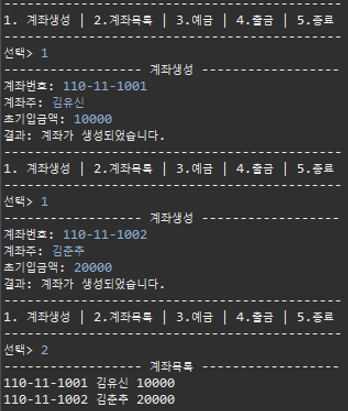 ----------------------------------------
1. 계좌생성 | 2.계좌목록 | 3.예금 | 4.출금 | 5.종료
----------------------------------------
선택> 1
----------------- 계좌생성 -----------------
계좌번호: 110-11-1001
계좌주: 김유신
초기입금액: 10000
결과: 계좌가 생성되었습니다.
----------------------------------------
1. 계좌생성 | 2.계좌목록 | 3.예금 | 4.출금 | 5.종료
----------------------------------------
선택> 1
----------------- 계좌생성 -----------------
계좌번호: 110-11-1002
계좌주: 김춘추
초기입금액: 20000
결과: 계좌가 생성되었습니다.
----------------------------------------
1. 계좌생성 | 2.계좌목록 | 3.예금 | 4.출금 | 5.종료
----------------------------------------
선택> 2
----------------- 계좌목록 -----------------
110-11-1001 김유신 10000
110-11-1002 김춘추 20000